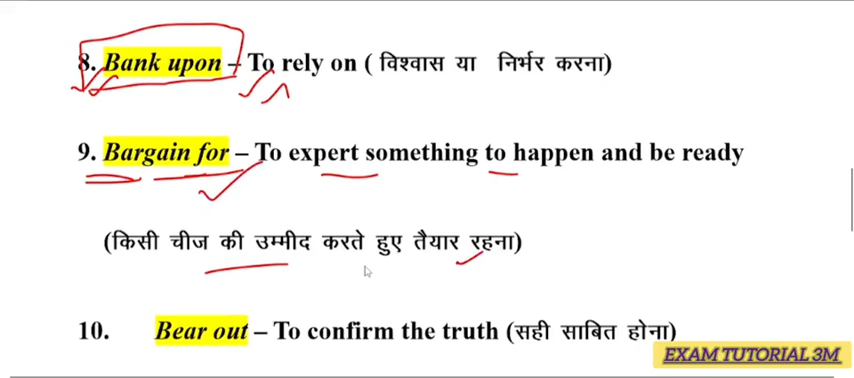 8. Bank upon – To rely on ( विश्वास या निर्भर करना)
9. Bargain for – To expert something to happen and be ready
(किसी चीज की उम्मीद करते हुए तैयार रहना)
10. Bear out – To confirm the truth (सही साबित होना)
EXAM TUTORIAL 3M